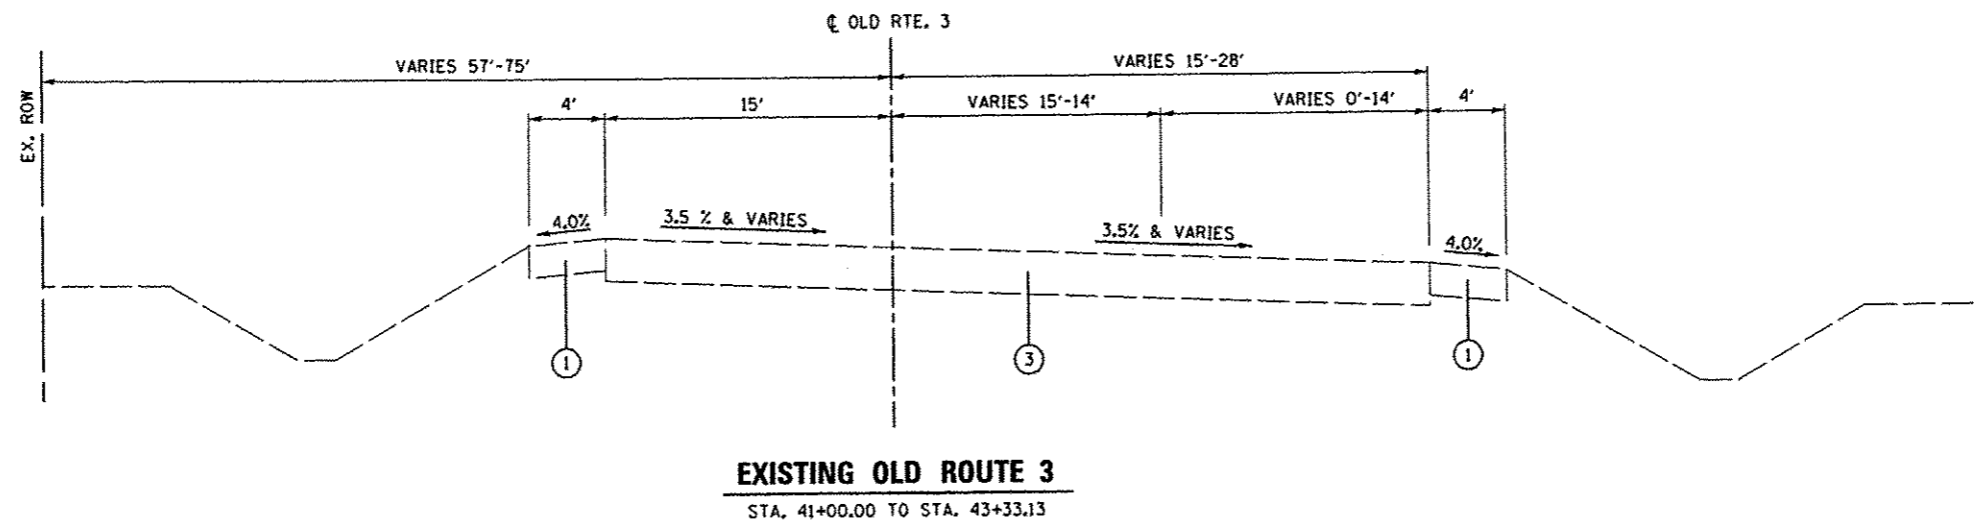 ℄ OLD RTE. 3
VARIES 57'-75'
VARIES 15'-28'
4'
15'
VARIES 15'-14'
VARIES 0'-14'
4'
EX. ROW
4.0%
3.5 % & VARIES
3.5% & VARIES
4.0%
1
3
1
EXISTING OLD ROUTE 3
STA. 41+00.00 TO STA. 43+33.13